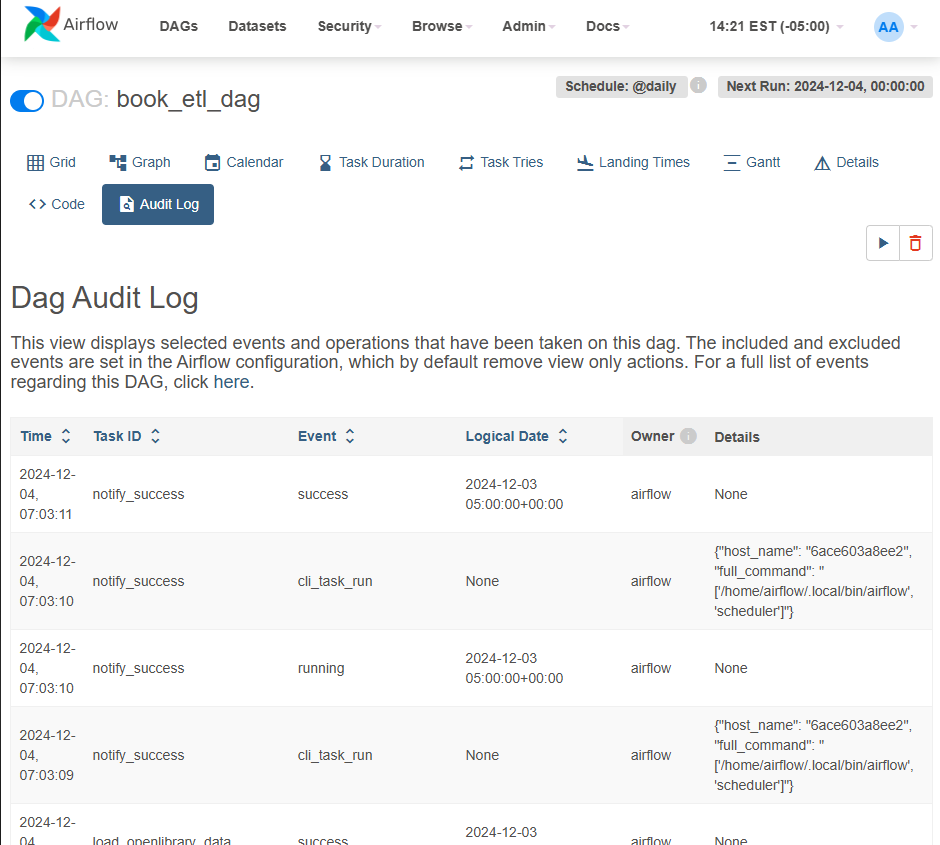 Airflow DAGs Datasets Security Browse Admin Docs 14:21 EST (-05:00) AA
DAG: book_etl_dag Schedule: @daily Next Run: 2024-12-04, 00:00:00
Grid Graph Calendar Task Duration Task Tries Landing Times Gantt Details
Code Audit Log
Dag Audit Log
This view displays selected events and operations that have been taken on this dag. The included and excluded
events are set in the Airflow configuration, which by default remove view only actions. For a full list of events
regarding this DAG, click here.
Time Task ID Event Logical Date Owner Details
2024-12-
04,
07:03:11
notify_success
success
2024-12-03
05:00:00+00:00
airflow
None
2024-12-
04,
07:03:10
notify_success
cli_task_run
None
airflow
{"host_name": "6ace603a8ee2",
"full_command": "
['/home/airflow/.local/bin/airflow',
'scheduler']"}
2024-12-
04,
07:03:10
notify_success
running
2024-12-03
05:00:00+00:00
airflow
None
2024-12-
04,
07:03:09
notify_success
cli_task_run
None
airflow
{"host_name": "6ace603a8ee2",
"full_command": "
['/home/airflow/.local/bin/airflow',
'scheduler']"}
2024-12-
04,
load_openlibrary_data
success
2024-12-03
airflow
None